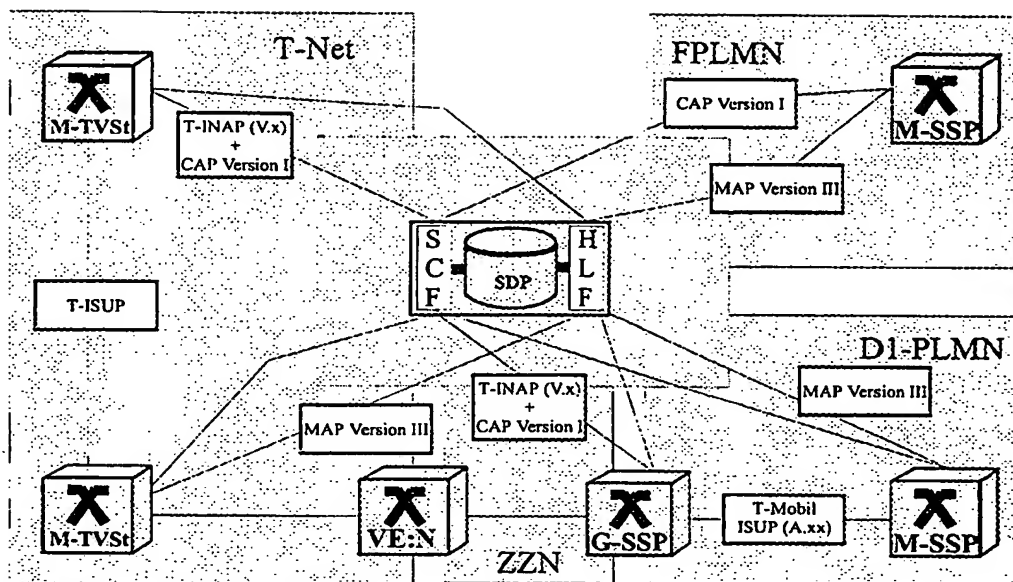 T-Net
FPLMN
M-TVSt
T-INAP (V.x)
+
CAP Version I
CAP Version I
M-SSP
MAP Version III
S
C
F
SDP
H
L
F
T-ISUP
D1-PLMN
T-INAP (V.x)
+
CAP Version I
MAP Version III
MAP Version III
M-TVSt
VE:N
G-SSP
T-Mobil
ISUP (A.xx)
M-SSP
ZZN